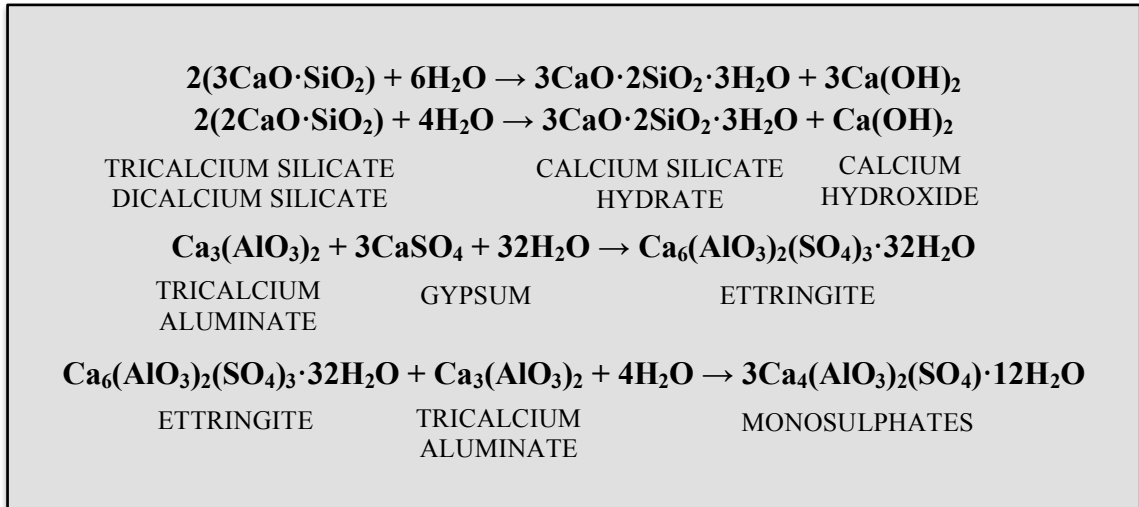 2(3CaO·SiO₂) + 6H₂O → 3CaO·2SiO₂·3H₂O + 3Ca(OH)₂
2(2CaO·SiO₂) + 4H₂O → 3CaO·2SiO₂·3H₂O + Ca(OH)₂
TRICALCIUM SILICATE CALCIUM SILICATE CALCIUM
DICALCIUM SILICATE HYDRATE HYDROXIDE
Ca₃(AlO₃)₂ + 3CaSO₄ + 32H₂O → Ca₆(AlO₃)₂(SO₄)₃·32H₂O
TRICALCIUM GYPSUM ETTRINGITE
ALUMINATE
Ca₆(AlO₃)₂(SO₄)₃·32H₂O + Ca₃(AlO₃)₂ + 4H₂O → 3Ca₄(AlO₃)₂(SO₄)·12H₂O
ETTRINGITE TRICALCIUM MONOSULPHATES
ALUMINATE